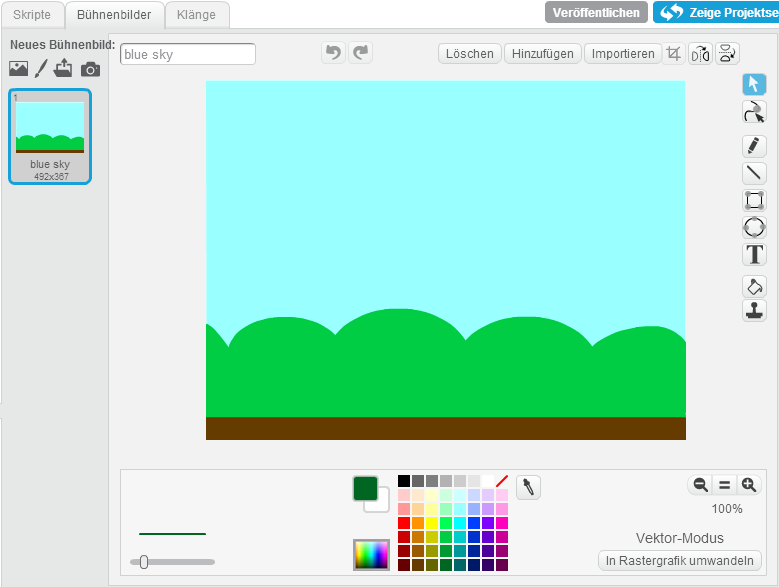 Skripte Bühnenbilder Klänge Veröffentlichen Zeige Projektse
Neues Bühnenbild: blue sky Löschen Hinzufügen Importieren
1
blue sky
492x367
T
100%
Vektor-Modus
In Rastergrafik umwandeln